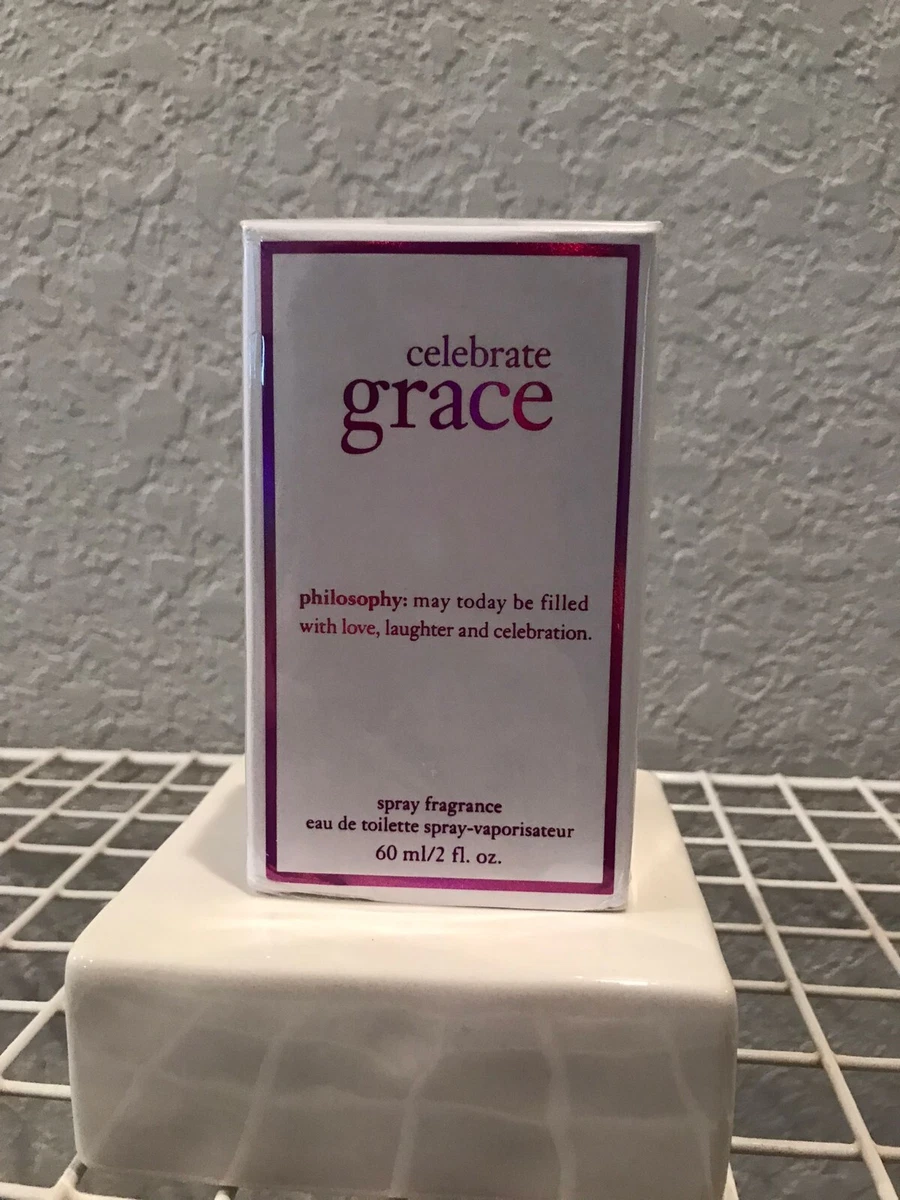 celebrate
grace
philosophy: may today be filled
with love, laughter and celebration.
spray fragrance
eau de toilette spray-vaporisateur
60 ml/2 fl. oz.